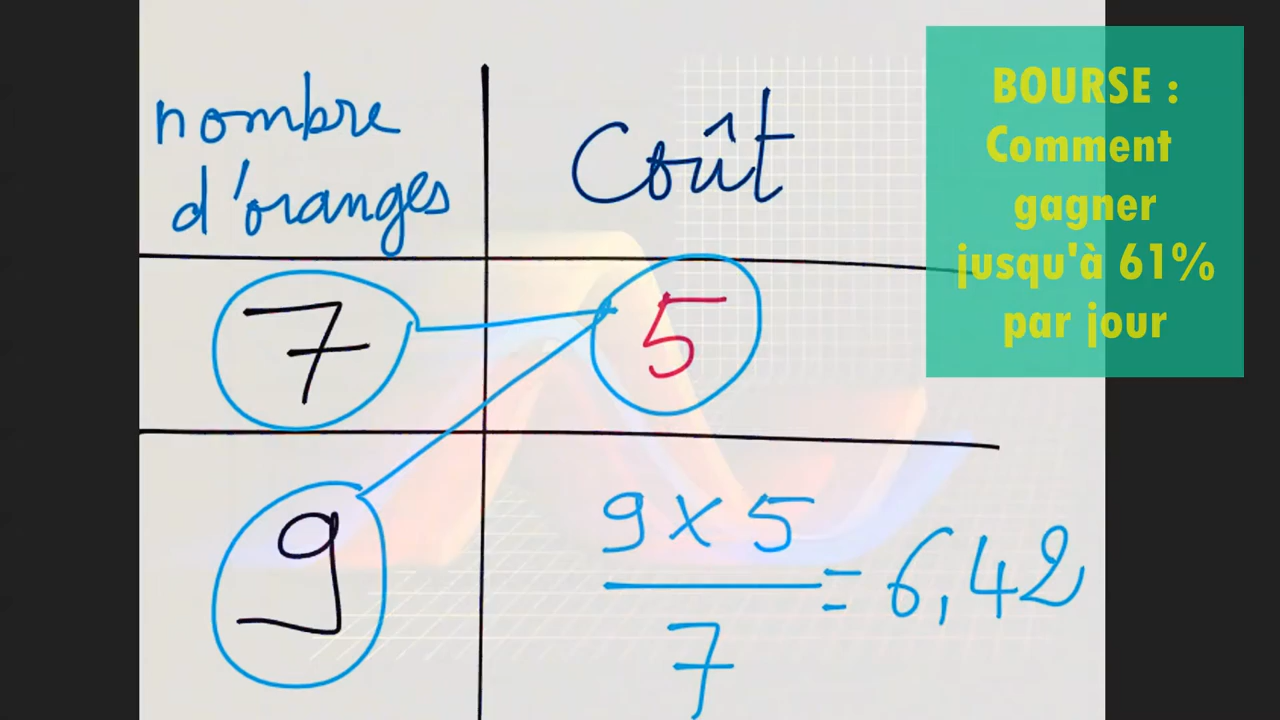 nombre
d'oranges
Coût
7
5
9
9 x 5
7
= 6,42
BOURSE :
Comment
gagner
jusqu'à 61%
par jour